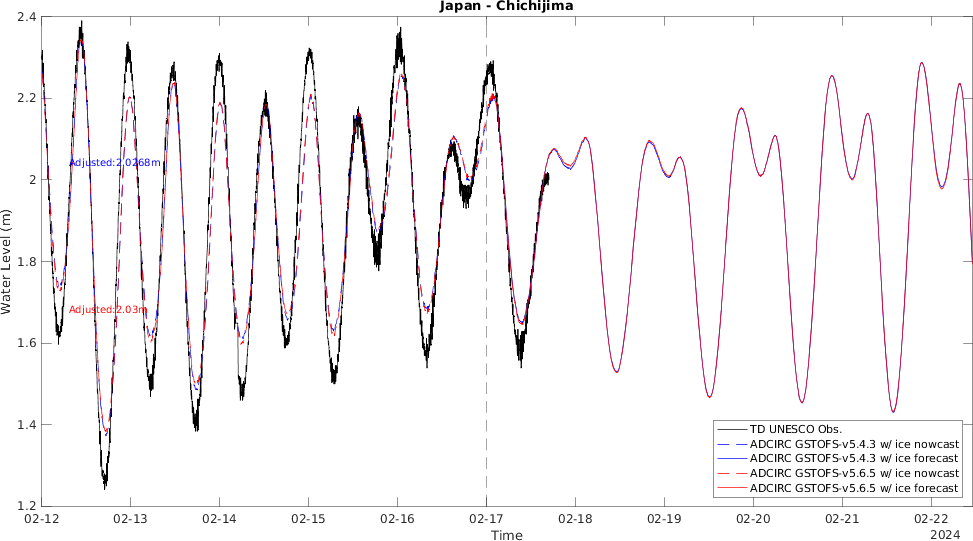 Japan - Chichijima
2.4
2.2
2
1.8
1.6
1.4
1.2
Water Level (m)
Adjusted:2.0268m
Adjusted:2.03m
TD UNESCO Obs.
ADCIRC GSTOFS-v5.4.3 w/ ice nowcast
ADCIRC GSTOFS-v5.4.3 w/ ice forecast
ADCIRC GSTOFS-v5.6.5 w/ ice nowcast
ADCIRC GSTOFS-v5.6.5 w/ ice forecast
02-12 02-13 02-14 02-15 02-16 02-17 02-18 02-19 02-20 02-21 02-22
Time
2024